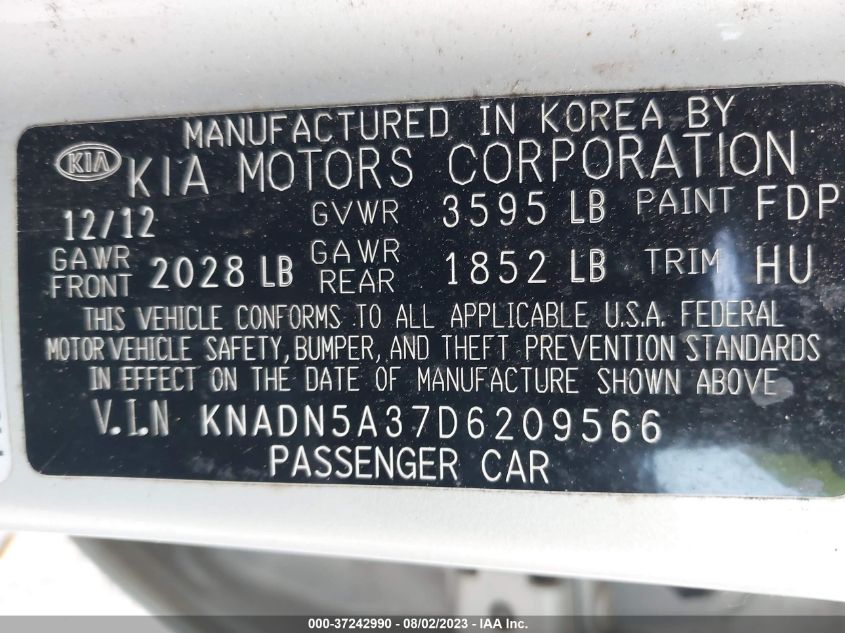 MANUFACTURED IN KOREA BY
KIA KIA MOTORS CORPORATION
12/12 GVWR 3595 LB PAINT FDP
GAWR FRONT 2028 LB GAWR REAR 1852 LB TRIM HU
THIS VEHICLE CONFORMS TO ALL APPLICABLE U.S.A. FEDERAL
MOTOR VEHICLE SAFETY, BUMPER, AND THEFT PREVENTION STANDARDS
IN EFFECT ON THE DATE OF MANUFACTURE SHOWN ABOVE
V.I.N KNADN5A37D6209566
PASSENGER CAR
000-37242990 - 08/02/2023 - IAA Inc.